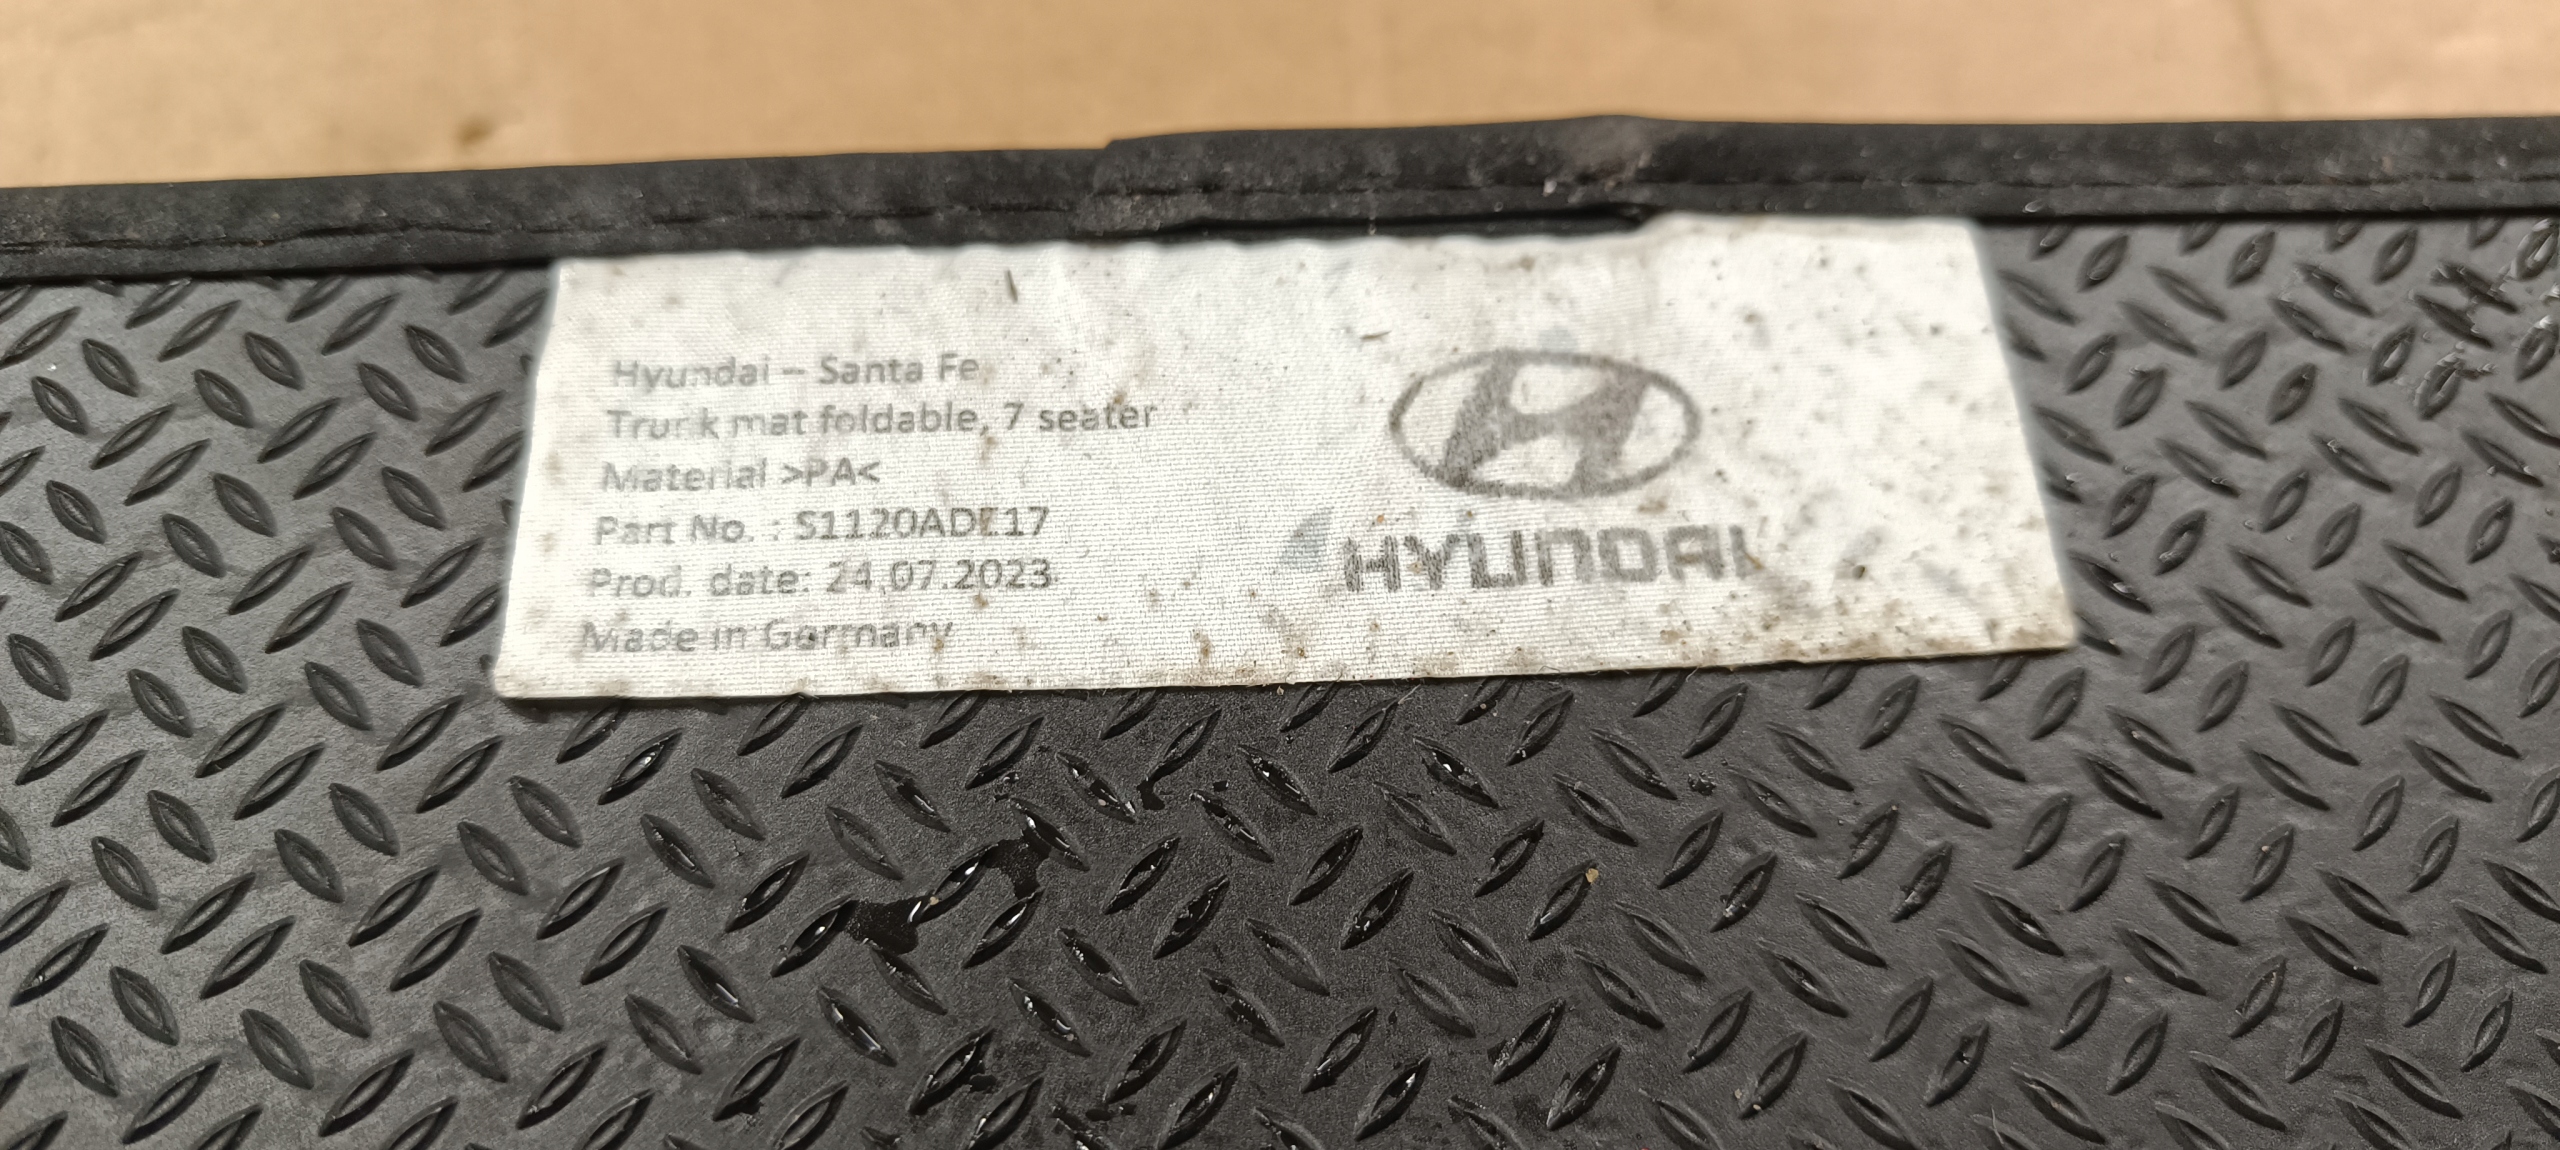 Hyundai – Santa Fe
Trunk mat foldable, 7 seater
Material >PA<
Part No. : S1120ADE17
Prod. date: 24.07.2023
Made in Germany
HYUNDAI